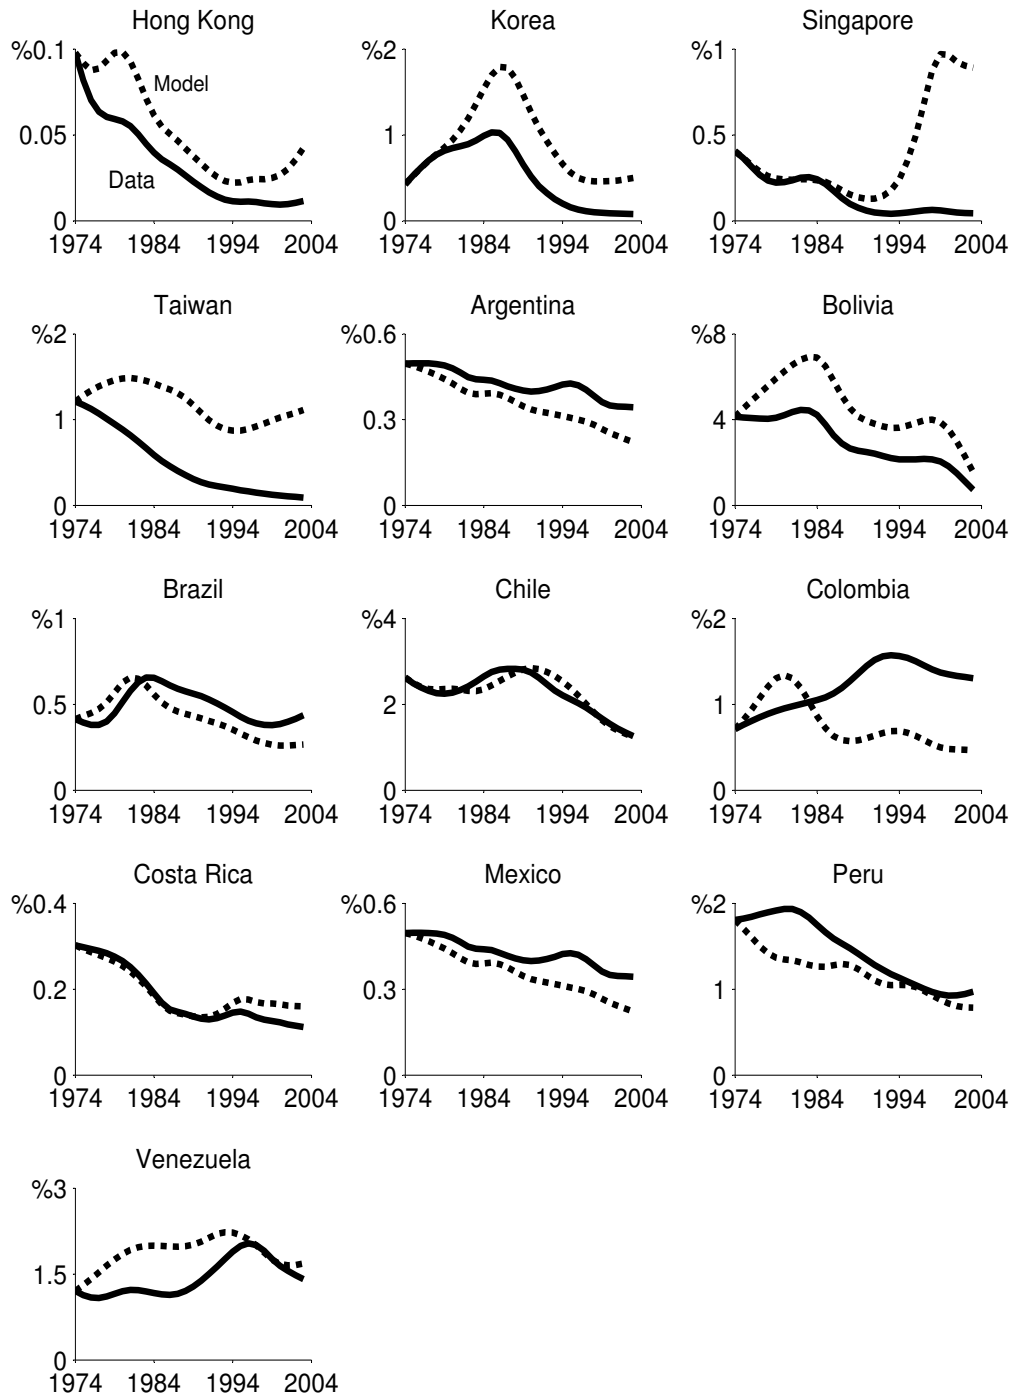 Hong Kong
%0.1
0.05
0
Model
Data
1974 1984 1994 2004
Korea
%2
1
0
1974 1984 1994 2004
Singapore
%1
0.5
0
1974 1984 1994 2004
Taiwan
%2
1
0
1974 1984 1994 2004
Argentina
%0.6
0.3
0
1974 1984 1994 2004
Bolivia
%8
4
0
1974 1984 1994 2004
Brazil
%1
0.5
0
1974 1984 1994 2004
Chile
%4
2
0
1974 1984 1994 2004
Colombia
%2
1
0
1974 1984 1994 2004
Costa Rica
%0.4
0.2
0
1974 1984 1994 2004
Mexico
%0.6
0.3
0
1974 1984 1994 2004
Peru
%2
1
0
1974 1984 1994 2004
Venezuela
%3
1.5
0
1974 1984 1994 2004